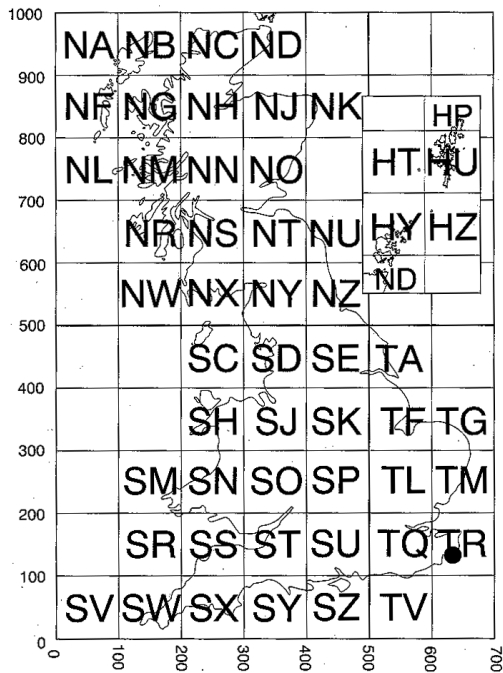 1000
NA NB NC ND
900
NF NG NH NJ NK HP
800
NL NM NN NO HT HU
700
NR NS NT NU HY HZ
600
NW NX NY NZ ND
500
SC SD SE TA
400
SH SJ SK TF TG
300
SM SN SO SP TL TM
200
SR SS ST SU TQ TR
100
SV SW SX SY SZ TV
0
0 100 200 300 400 500 600 700